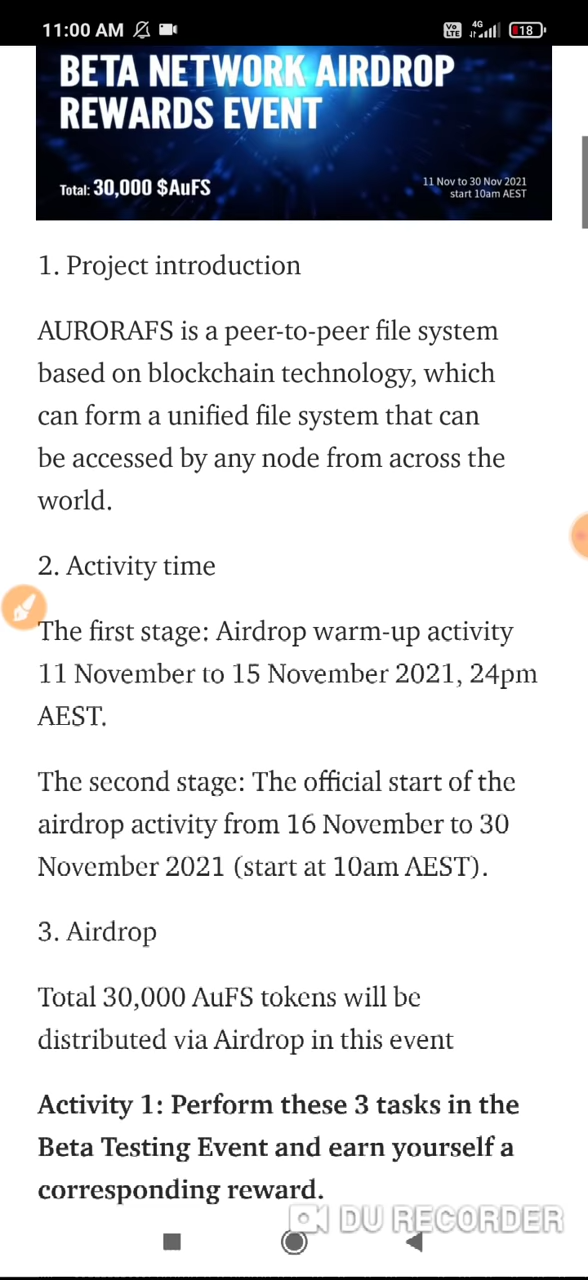 11:00 AM
Vo LTE 4G 18
BETA NETWORK AIRDROP
REWARDS EVENT
Total: 30,000 $AuFS
11 Nov to 30 Nov 2021
start 10am AEST
1. Project introduction
AURORAFS is a peer-to-peer file system
based on blockchain technology, which
can form a unified file system that can
be accessed by any node from across the
world.
2. Activity time
The first stage: Airdrop warm-up activity
11 November to 15 November 2021, 24pm
AEST.
The second stage: The official start of the
airdrop activity from 16 November to 30
November 2021 (start at 10am AEST).
3. Airdrop
Total 30,000 AuFS tokens will be
distributed via Airdrop in this event
Activity 1: Perform these 3 tasks in the
Beta Testing Event and earn yourself a
corresponding reward.
DU RECORDER